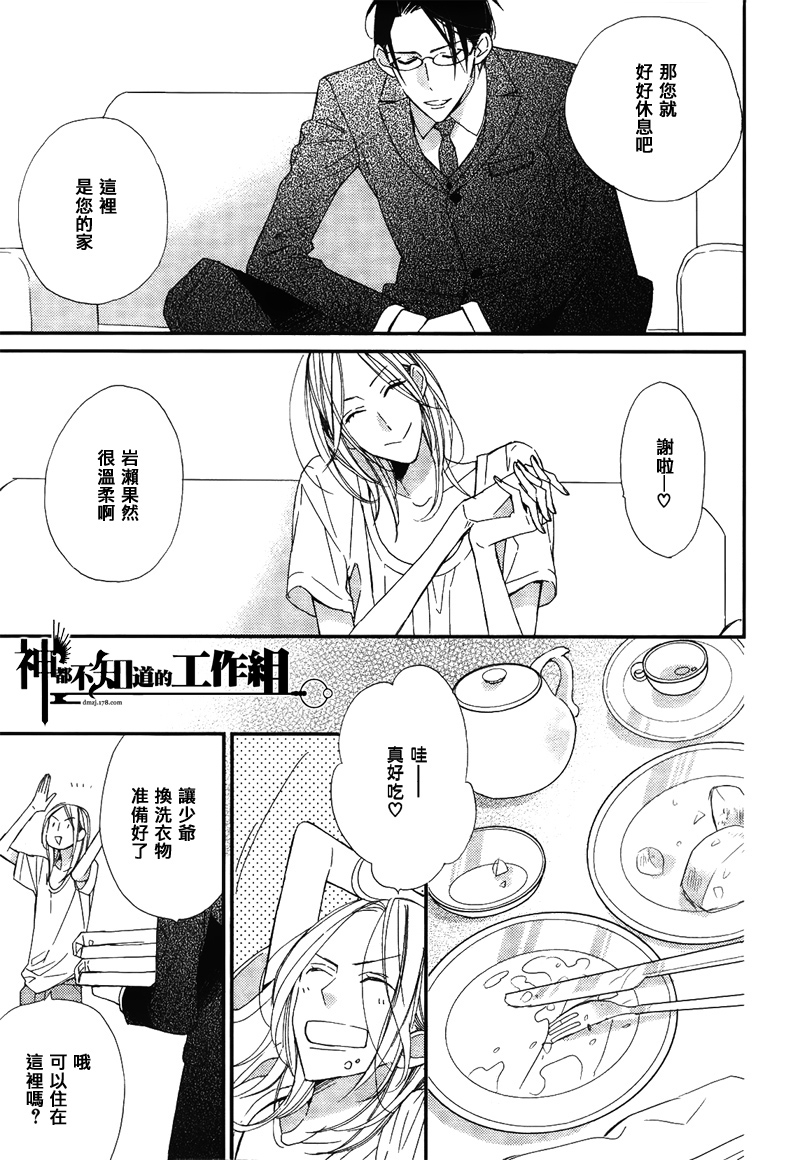 那您就
好好休息吧
這裡
是您的家
謝啦—♡
岩瀨果然
很溫柔啊
神都不知道的工作組
dmzj.178.com
哇—
真好吃♡
讓少爺
換洗衣物
准備好了
哦
可以住在
這裡嗎?